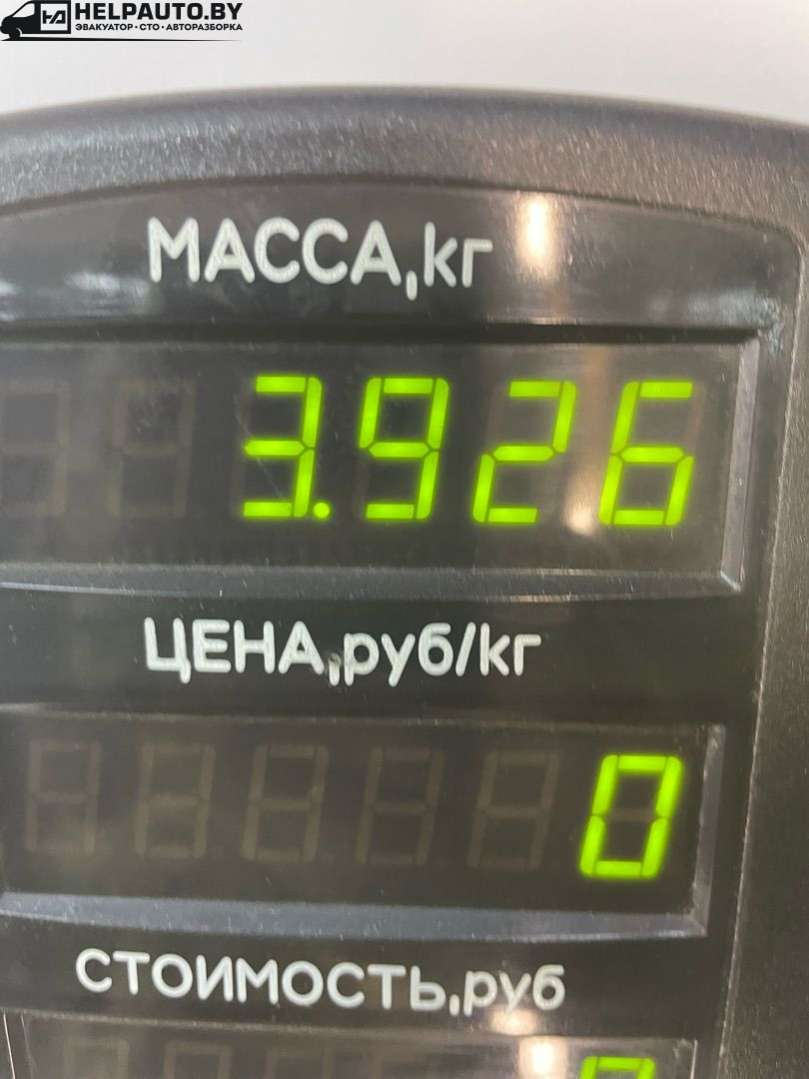 HELPAUTO.BY
ЭВАКУАТОР • СТО • АВТОРАЗБОРКА
МАССА,кг
3.926
ЦЕНА,руб/кг
0
СТОИМОСТЬ,руб